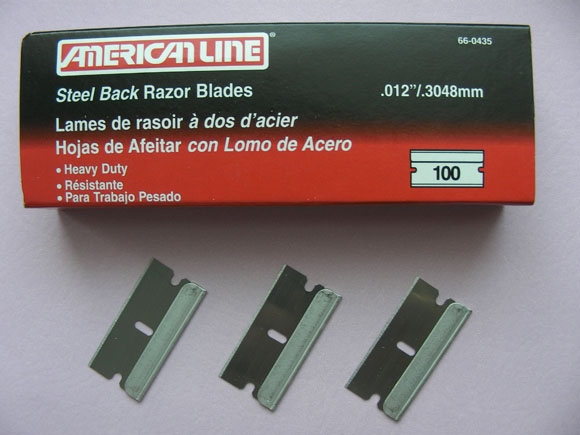 AMERICAN LINE
66-0435
Steel Back Razor Blades
.012”/.3048mm
Lames de rasoir à dos d’acier
Hojas de Afeitar con Lomo de Acero
• Heavy Duty
• Résistante
• Para Trabajo Pesado
100